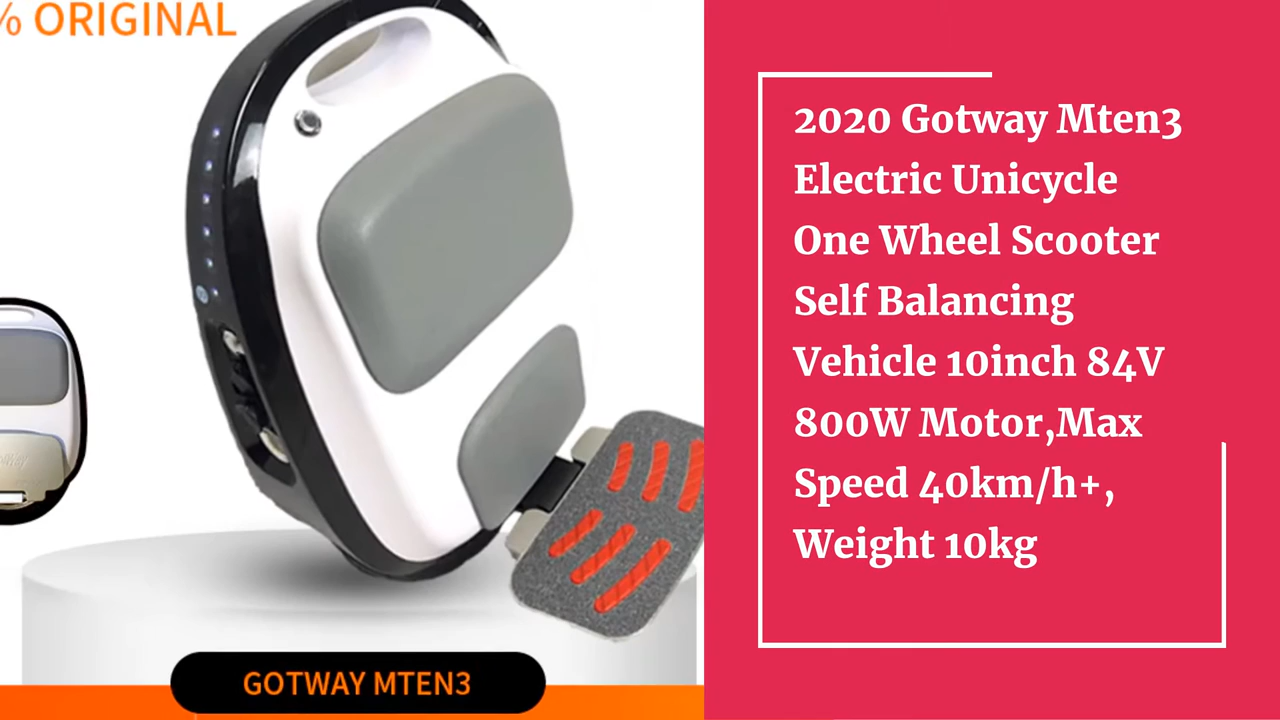 % ORIGINAL
GOTWAY MTEN3
2020 Gotway Mten3
Electric Unicycle
One Wheel Scooter
Self Balancing
Vehicle 10inch 84V
800W Motor,Max
Speed 40km/h+,
Weight 10kg